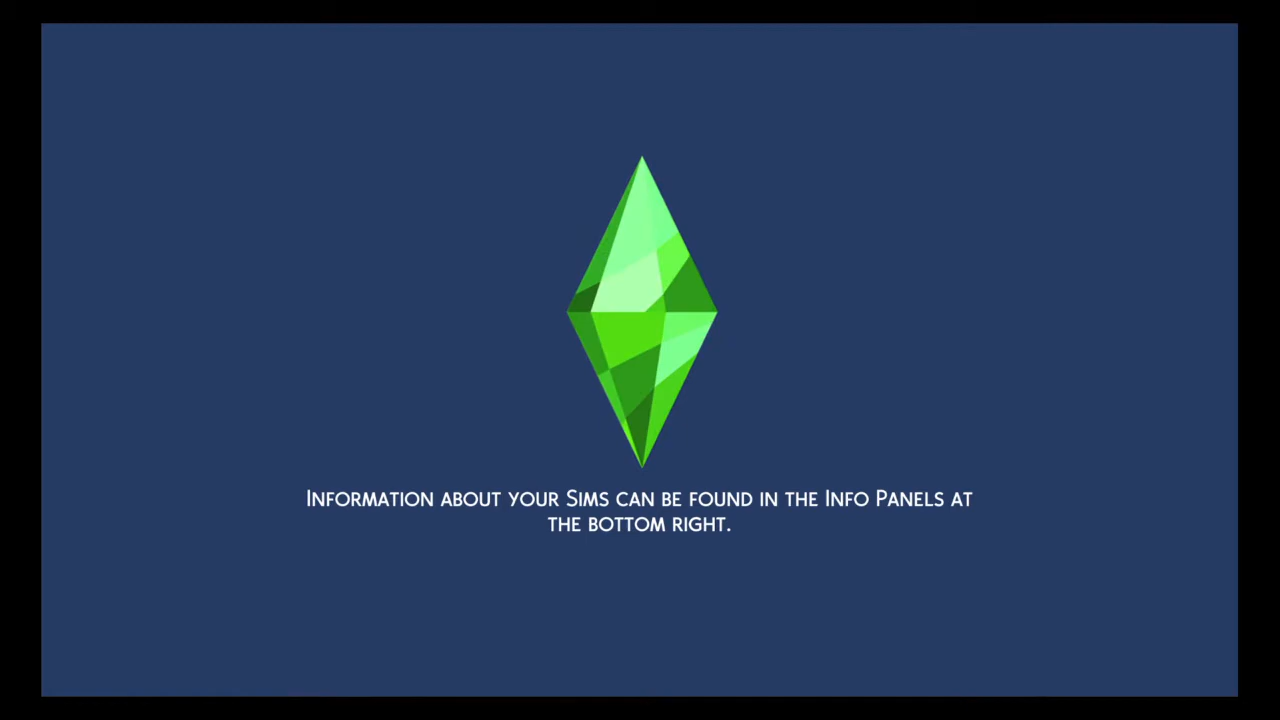 Information about your Sims can be found in the Info Panels at
the bottom right.